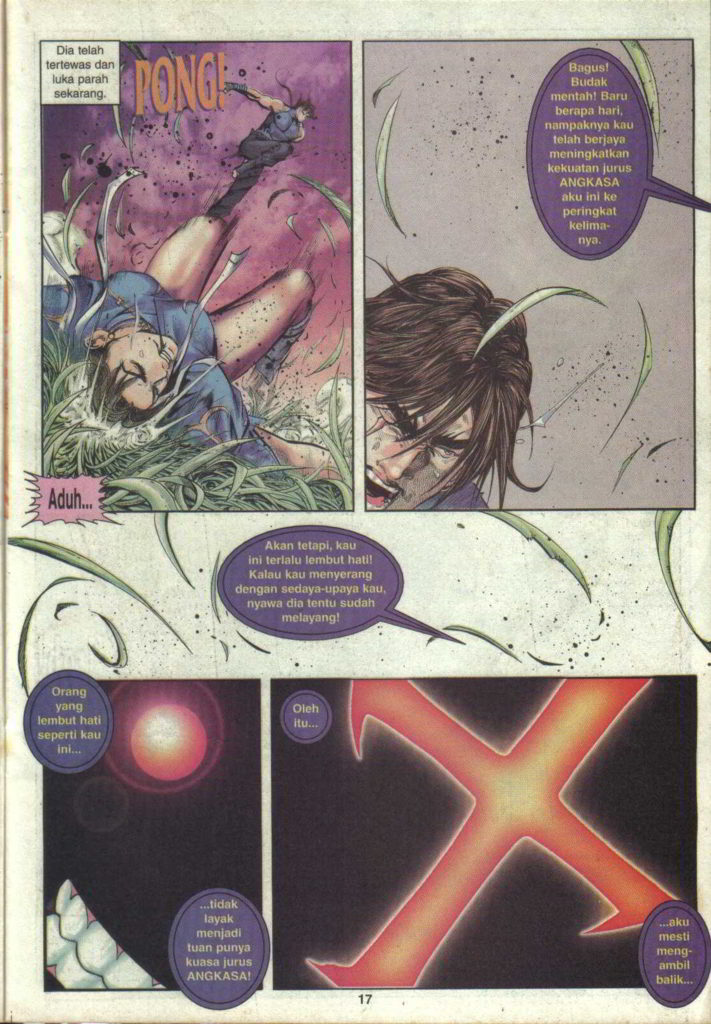 Dia telah
tertewas dan
luka parah
sekarang.
PONG!
Bagus!
Budak
mentah! Baru
berapa hari,
nampaknya kau
telah berjaya
meningkatkan
kekuatan jurus
ANGKASA
aku ini ke
peringkat
kelima-
nya.
Aduh...
Akan tetapi, kau
ini terlalu lembut hati!
Kalau kau menyerang
dengan sedaya-upaya kau,
nyawa dia tentu sudah
melayang!
Orang
yang
lembut hati
seperti kau
ini...
...tidak
layak
menjadi
tuan punya
kuasa jurus
ANGKASA!
Oleh
itu...
...aku
mesti
meng-
ambil
balik...
17